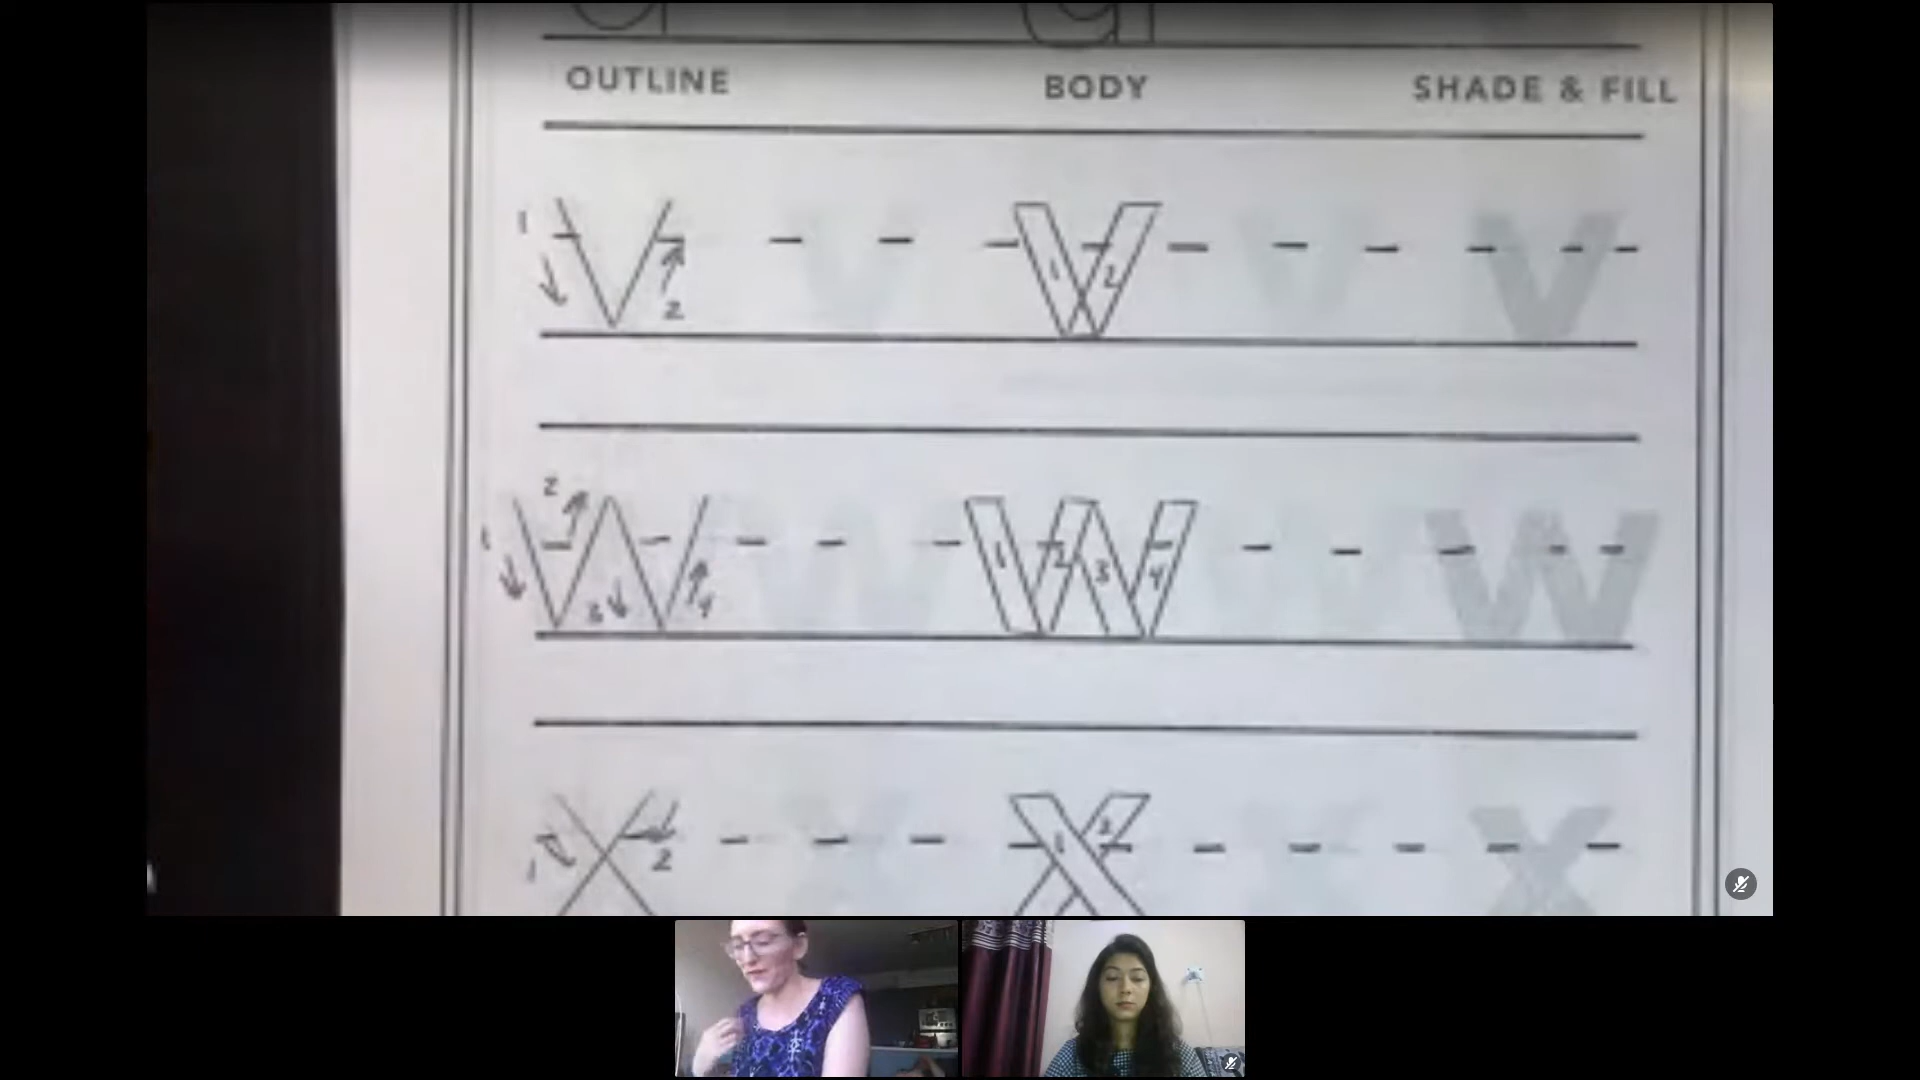 a a
OUTLINE BODY SHADE & FILL
1 V 2 v V 1 2 v v
1 2 W 3 4 w W 1 2 3 4 w w
1 X 2 x X 1 2 x x